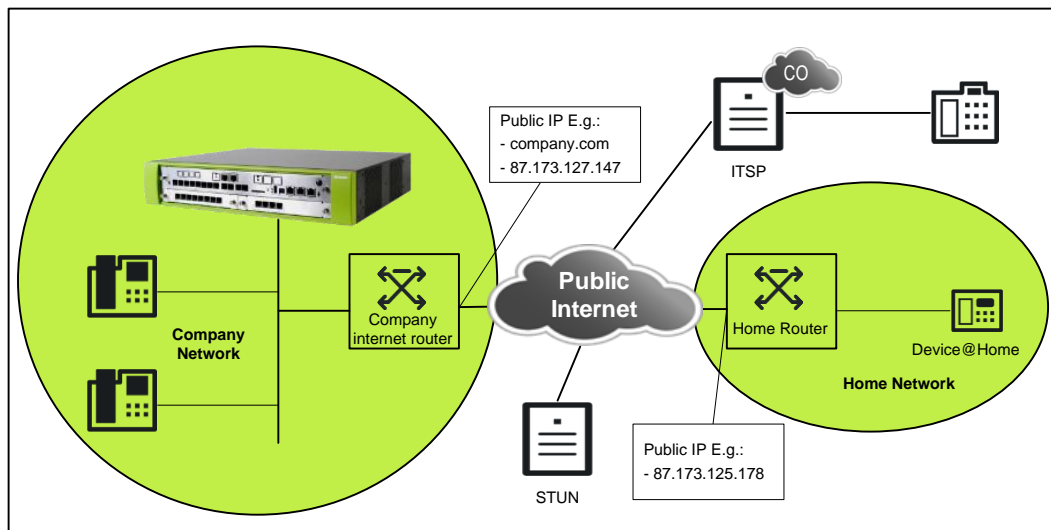 CO
Public IP E.g.:
- company.com
- 87.173.127.147
ITSP
Public
Internet
Company
internet router
Company
Network
Home Router
Device@Home
Home Network
Public IP E.g.:
- 87.173.125.178
STUN